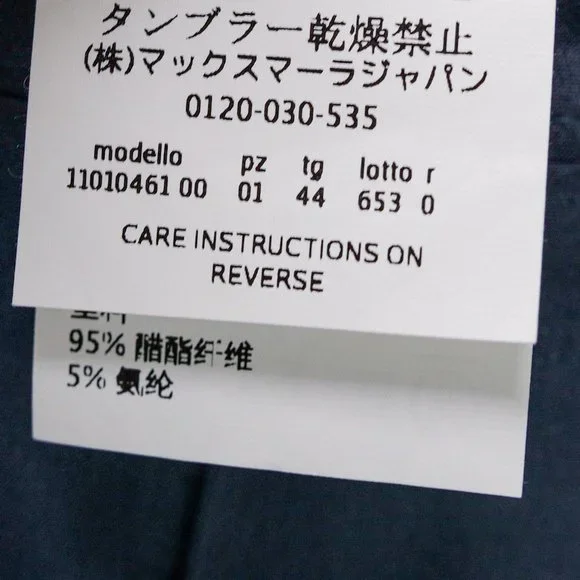 タンブラー乾燥禁止
(株)マックスマーラジャパン
0120-030-535
modello pz tg lotto r
11010461 00 01 44 653 0
CARE INSTRUCTIONS ON
REVERSE
95% 醋酯纤维
5% 氨纶